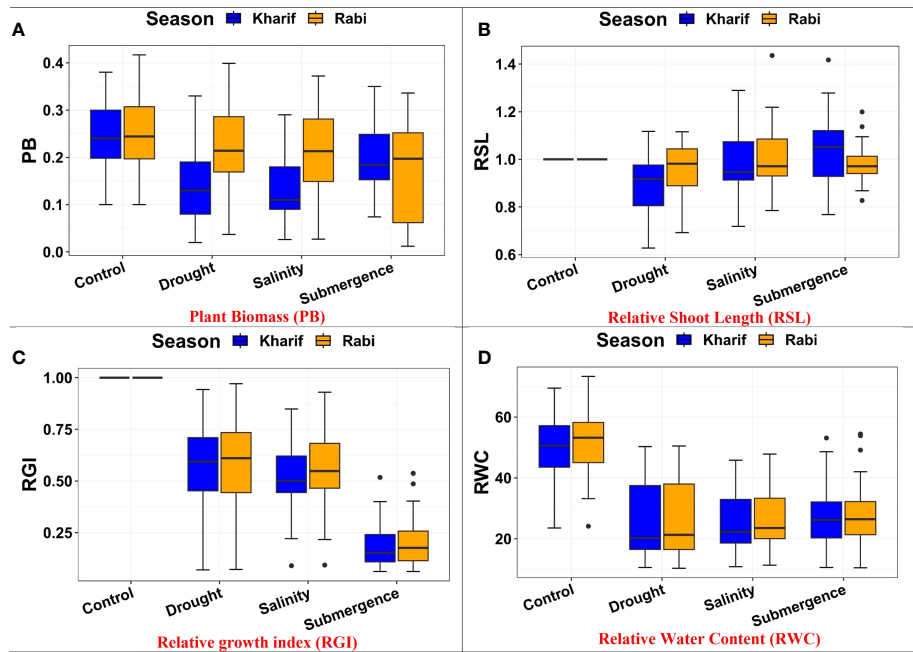 A
Season Kharif Rabi
PB
0.4
0.3
0.2
0.1
0.0
Control Drought Salinity Submergence
Plant Biomass (PB)
B
Season Kharif Rabi
RSL
1.4
1.2
1.0
0.8
0.6
Control Drought Salinity Submergence
Relative Shoot Length (RSL)
C
Season Kharif Rabi
RGI
1.00
0.75
0.50
0.25
Control Drought Salinity Submergence
Relative growth index (RGI)
D
Season Kharif Rabi
RWC
60
40
20
Control Drought Salinity Submergence
Relative Water Content (RWC)